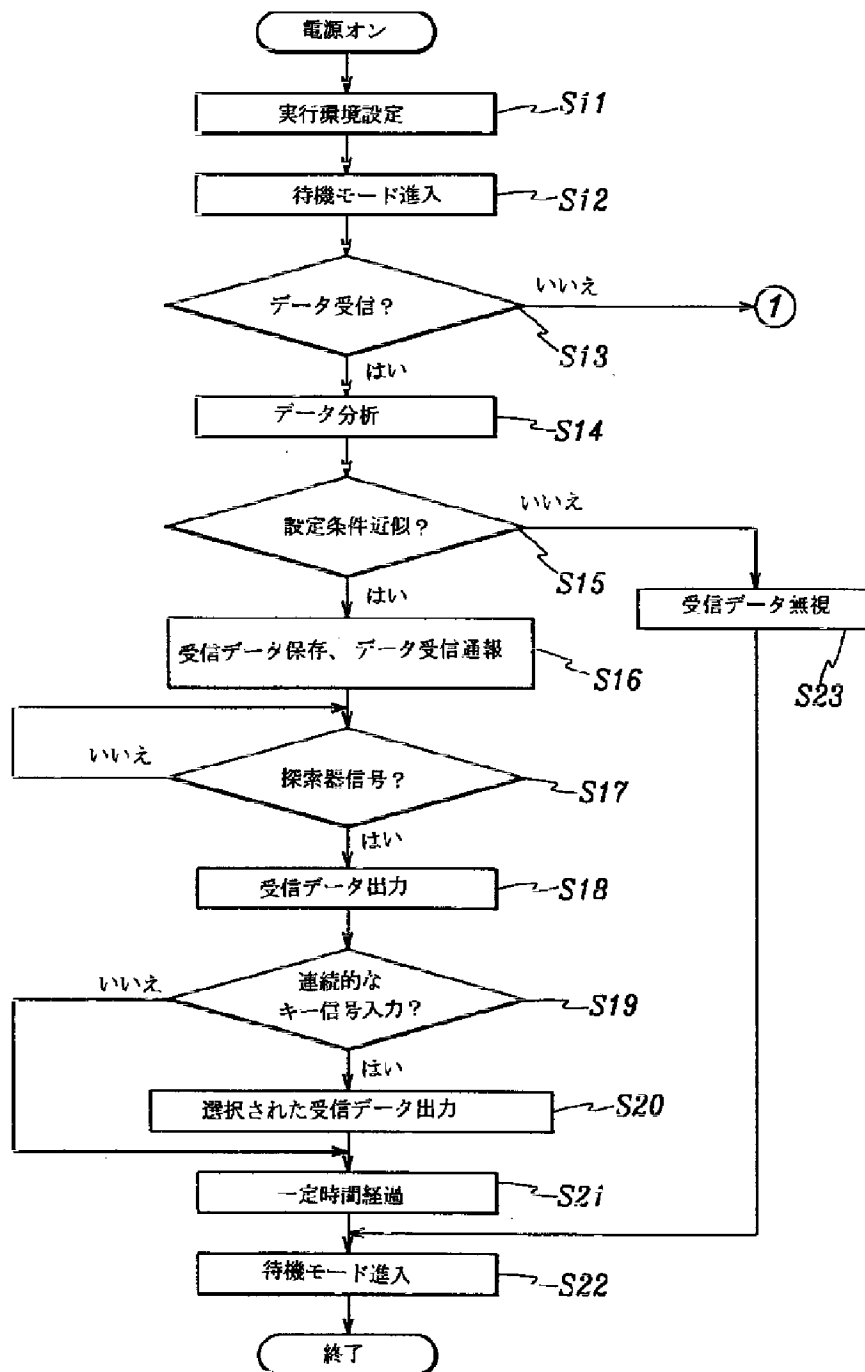 電源オン
実行環境設定
S11
待機モード進入
S12
データ受信?
いいえ
1
S13
はい
データ分析
S14
設定条件近似?
いいえ
S15
はい
受信データ無視
S23
受信データ保存、データ受信通報
S16
いいえ
探索器信号?
S17
はい
受信データ出力
S18
いいえ
連続的な
キー信号入力?
S19
はい
選択された受信データ出力
S20
一定時間経過
S21
待機モード進入
S22
終了